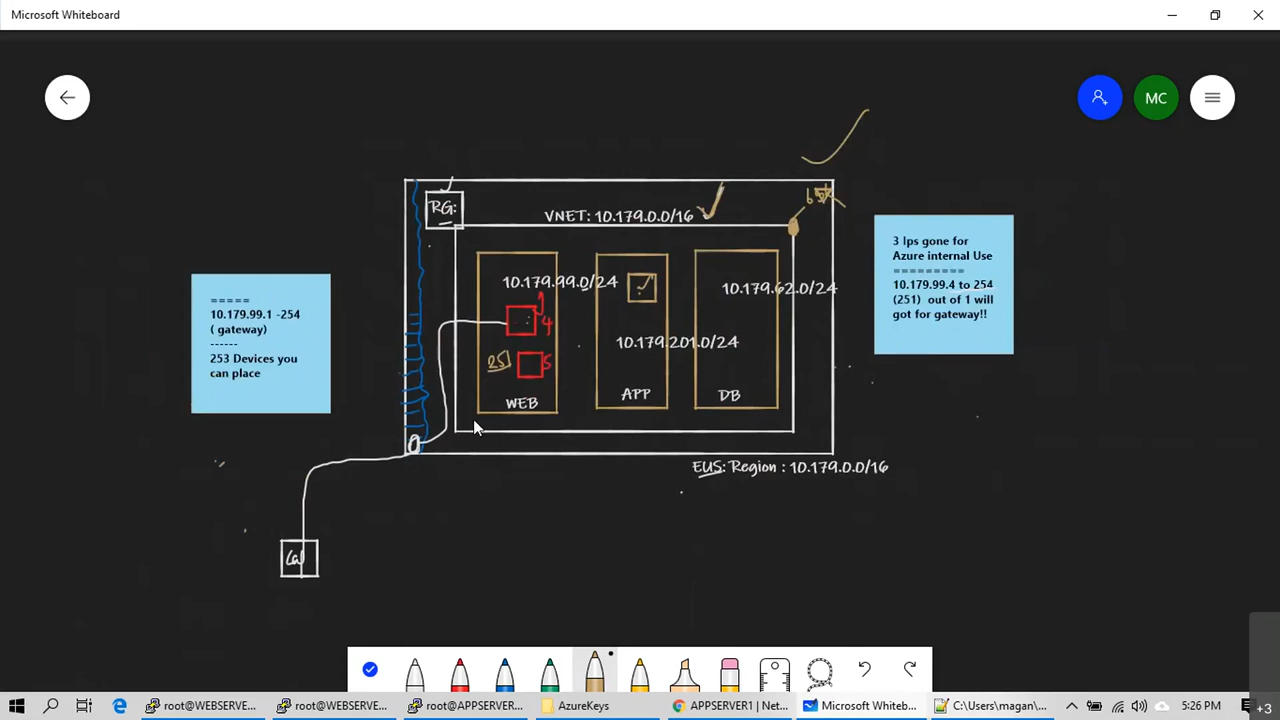 Microsoft Whiteboard
MC
RG:
VNET: 10.179.0.0/16
3 Ips gone for
Azure internal Use
=========
10.179.99.4 to 254
(251) out of 1 will
got for gateway!!
=====
10.179.99.1 -254
( gateway)
------
253 Devices you
can place
10.179.99.0/24
10.179.62.0/24
4
10.179.201.0/24
251
5
WEB
APP
DB
EUS: Region : 10.179.0.0/16
root@WEBSERVE...
root@WEBSERVE...
root@APPSERVER...
AzureKeys
APPSERVER1 | Net...
Microsoft Whiteb...
C:\Users\magan\...
5:26 PM
+3